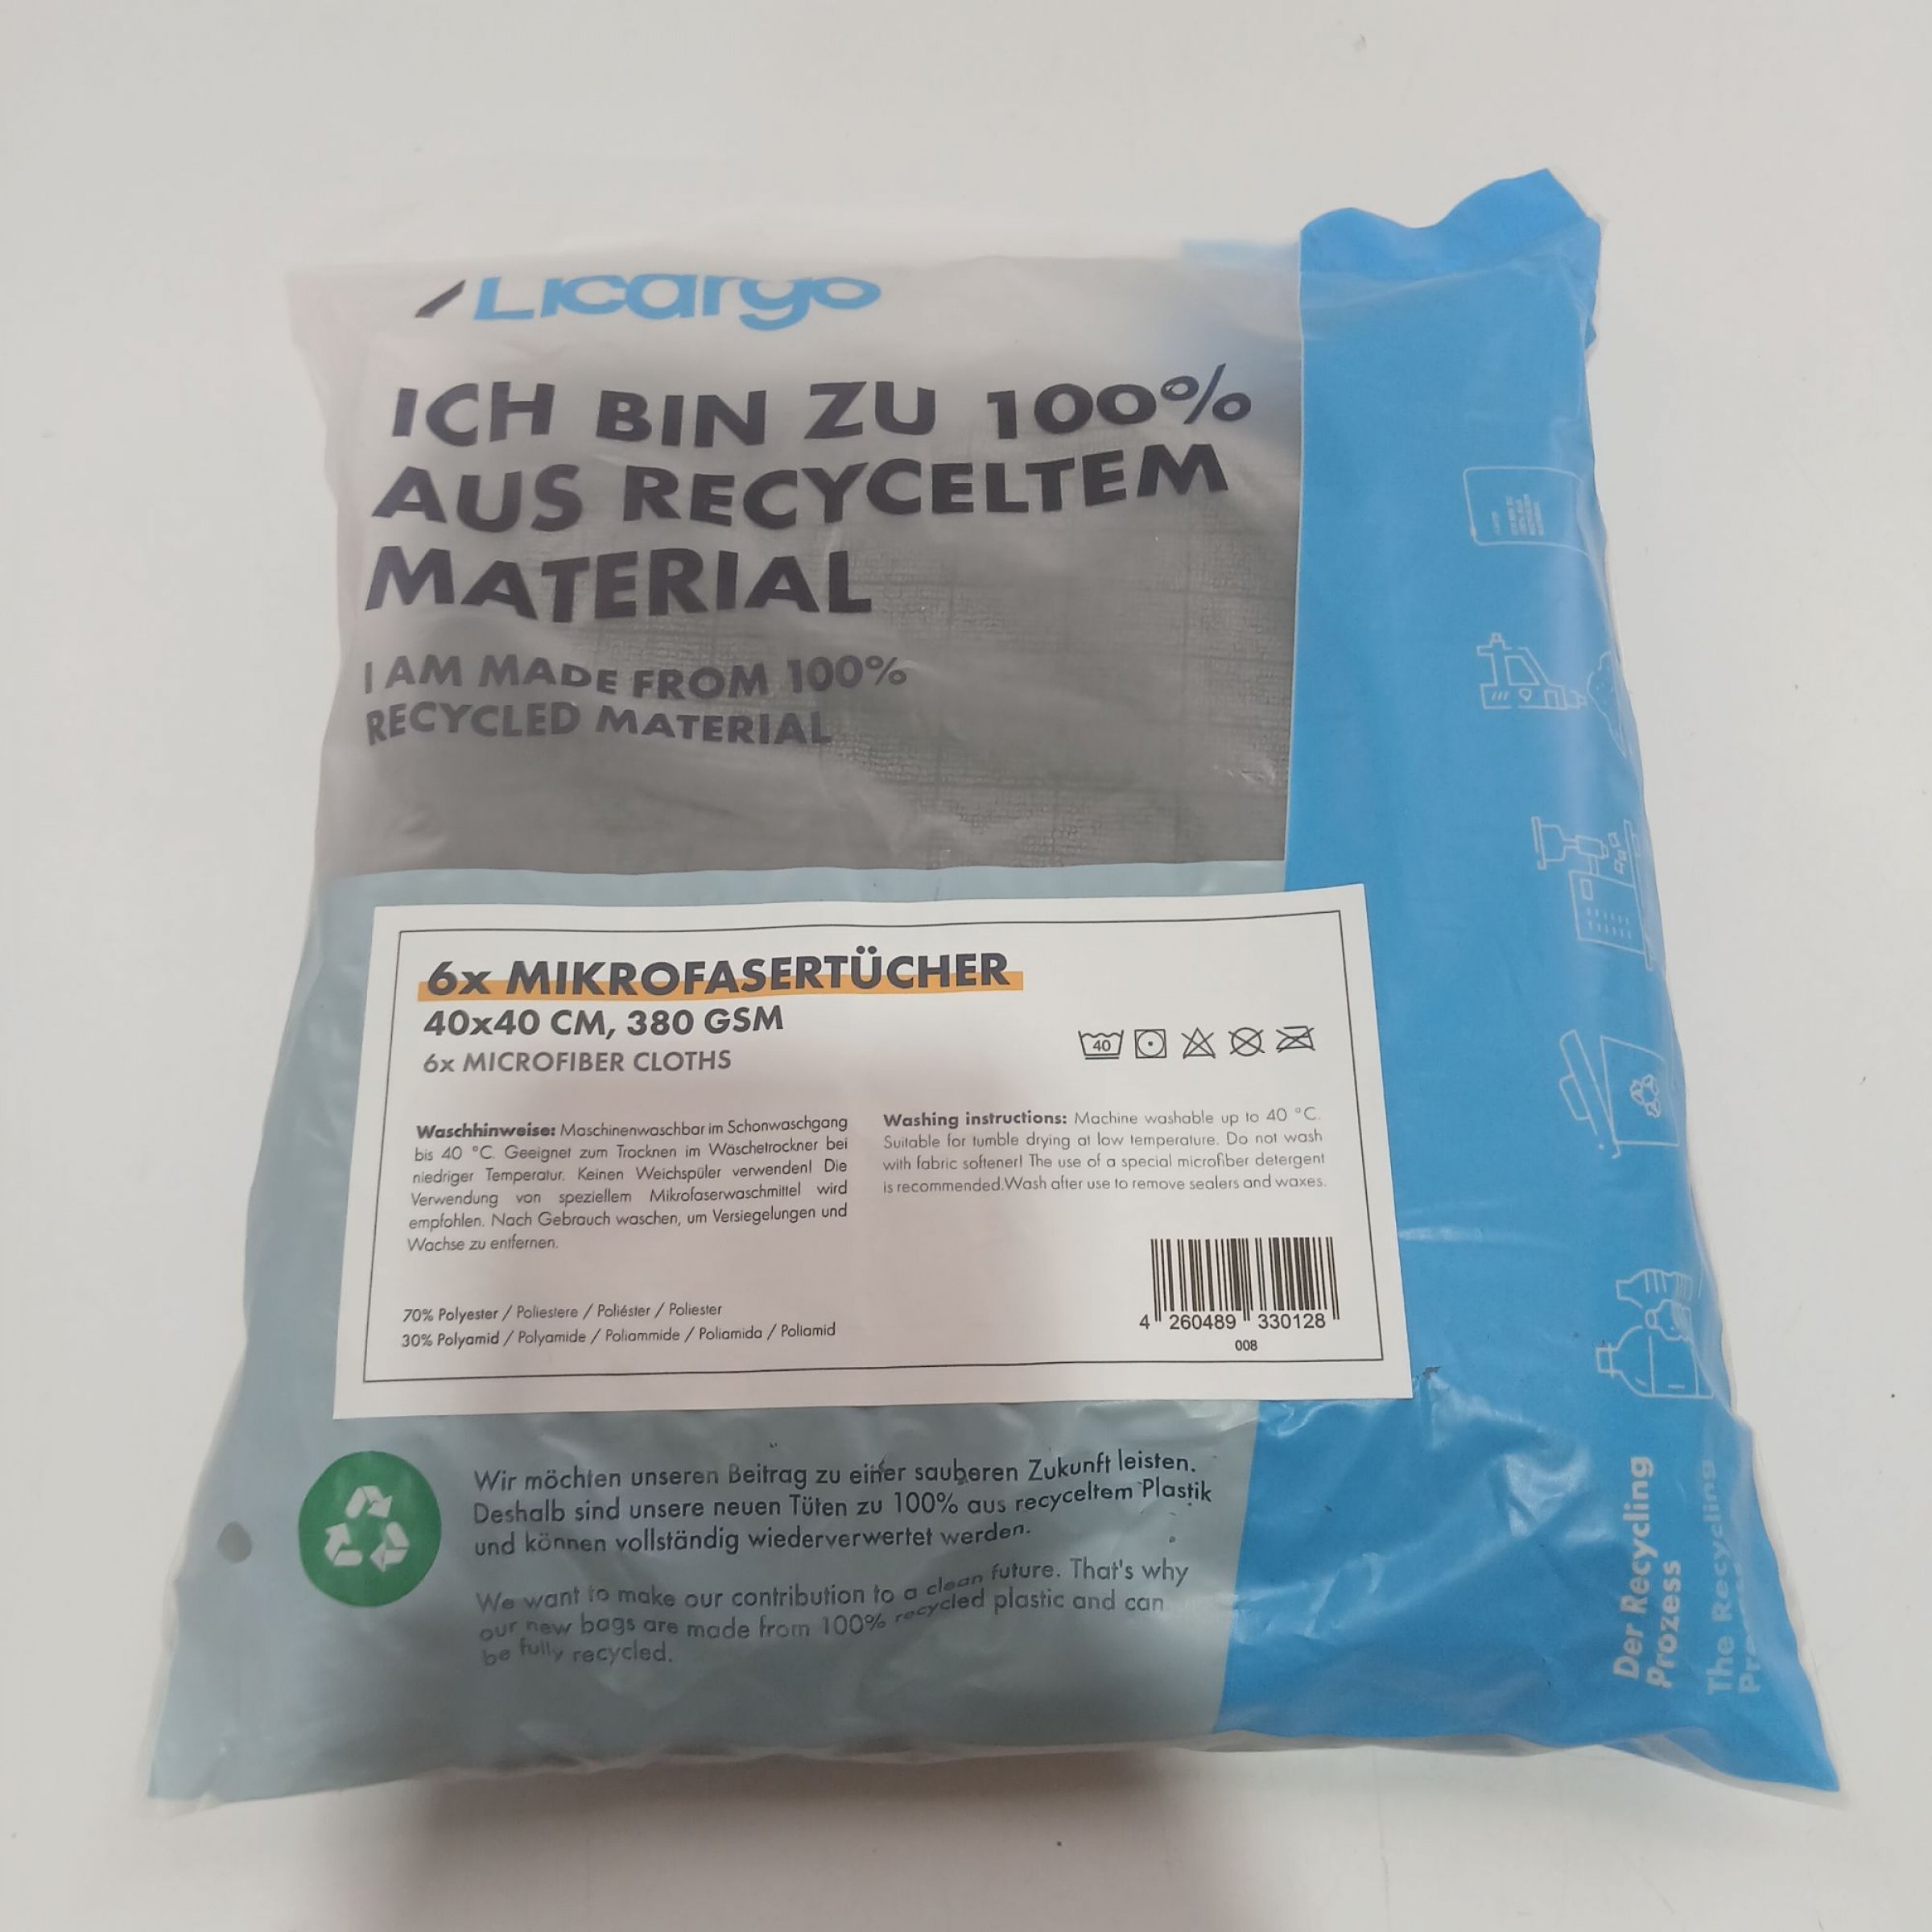 Licargo
ICH BIN ZU 100%
AUS RECYCELTEM
MATERIAL
I AM MADE FROM 100%
RECYCLED MATERIAL
6x MIKROFASERTÜCHER
40x40 CM, 380 GSM
6x MICROFIBER CLOTHS
40
Waschhinweise: Maschinenwaschbar im Schonwaschgang
bis 40 °C. Geeignet zum Trocknen im Wäschetrockner bei
niedriger Temperatur. Keinen Weichspüler verwenden! Die
Verwendung von speziellem Mikrofaserwaschmittel wird
empfohlen. Nach Gebrauch waschen, um Versiegelungen und
Wachse zu entfernen.
Washing instructions: Machine washable up to 40 °C.
Suitable for tumble drying at low temperature. Do not wash
with fabric softener! The use of a special microfiber detergent
is recommended.Wash after use to remove sealers and waxes.
70% Polyester / Poliestere / Poliéster / Poliester
30% Polyamid / Polyamide / Poliammide / Poliamida / Poliamid
4 260489 330128
008
Wir möchten unseren Beitrag zu einer sauberen Zukunft leisten.
Deshalb sind unsere neuen Tüten zu 100% aus recyceltem Plastik
und können vollständig wiederverwertet werden.
We want to make our contribution to a clean future. That's why
our new bags are made from 100% recycled plastic and can
be fully recycled.
Der Recycling
Prozess
The Recycling